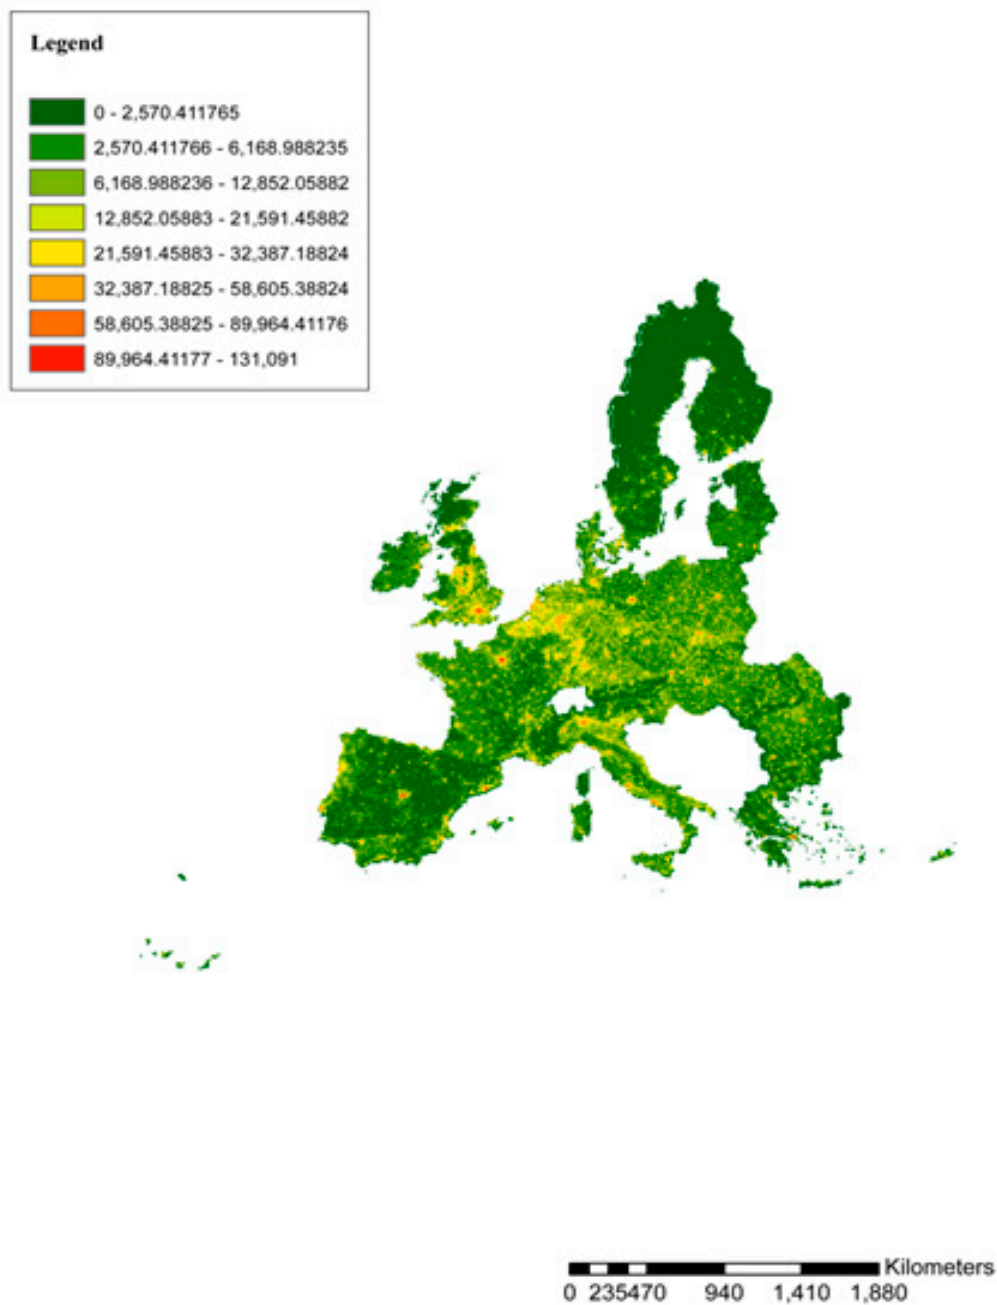 Legend
0 - 2,570.411765
2,570.411766 - 6,168.988235
6,168.988236 - 12,852.05882
12,852.05883 - 21,591.45882
21,591.45883 - 32,387.18824
32,387.18825 - 58,605.38824
58,605.38825 - 89,964.41176
89,964.41177 - 131,091
Kilometers
0 235470 940 1,410 1,880